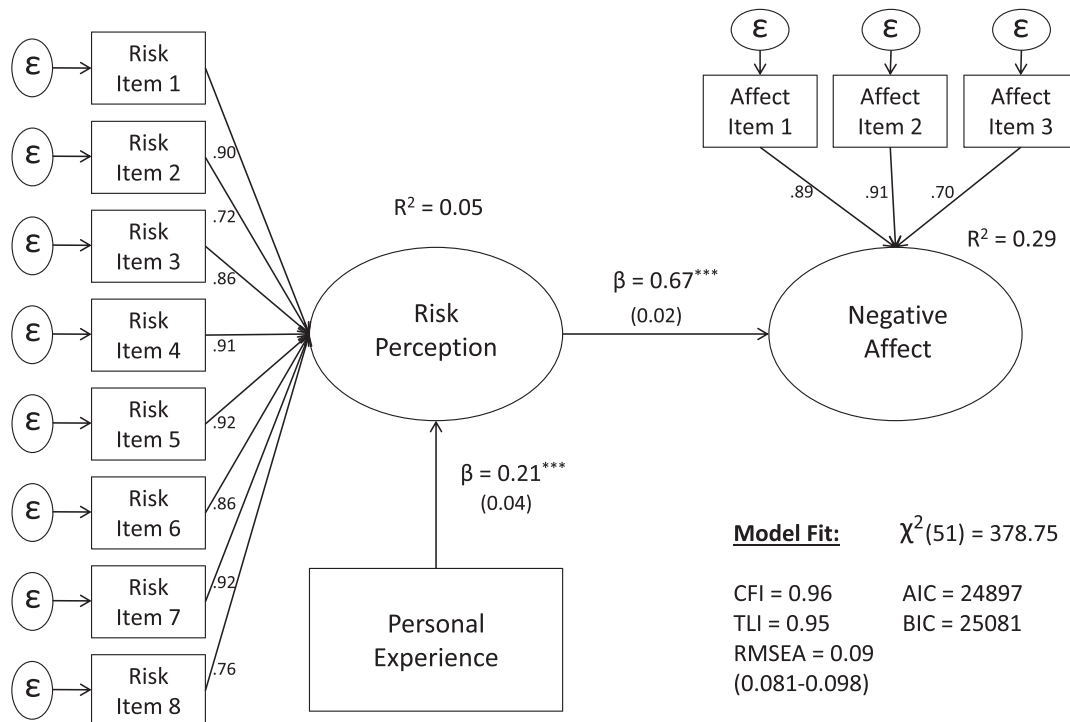 ε
Risk
Item 1
ε
Risk
Item 2
ε
Risk
Item 3
ε
Risk
Item 4
ε
Risk
Item 5
ε
Risk
Item 6
ε
Risk
Item 7
ε
Risk
Item 8
.90
.72
.86
.91
.92
.86
.92
.76
R² = 0.05
Risk
Perception
β = 0.21***
(0.04)
Personal
Experience
β = 0.67***
(0.02)
ε
ε
ε
Affect
Item 1
Affect
Item 2
Affect
Item 3
.89
.91
.70
R² = 0.29
Negative
Affect
Model Fit: χ²(51) = 378.75
CFI = 0.96 AIC = 24897
TLI = 0.95 BIC = 25081
RMSEA = 0.09
(0.081-0.098)